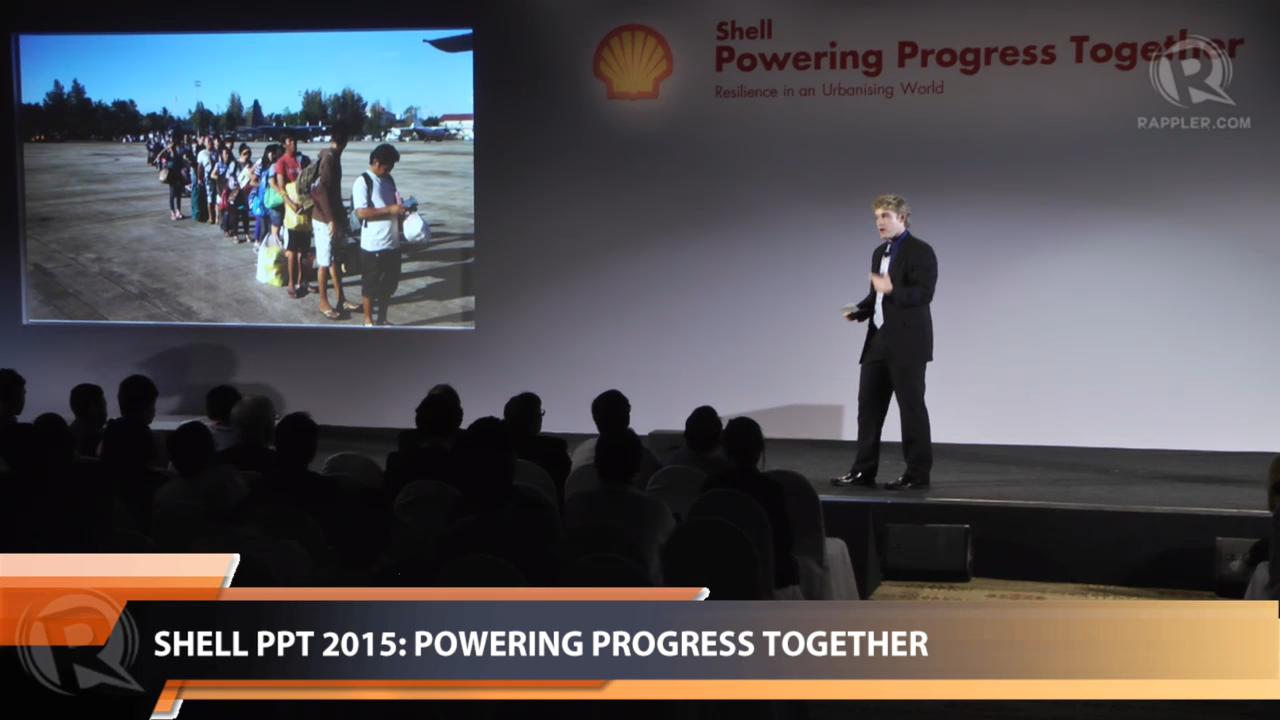 Shell
Powering Progress Together
Resilience in an Urbanising World
R
RAPPLER.COM
R
SHELL PPT 2015: POWERING PROGRESS TOGETHER